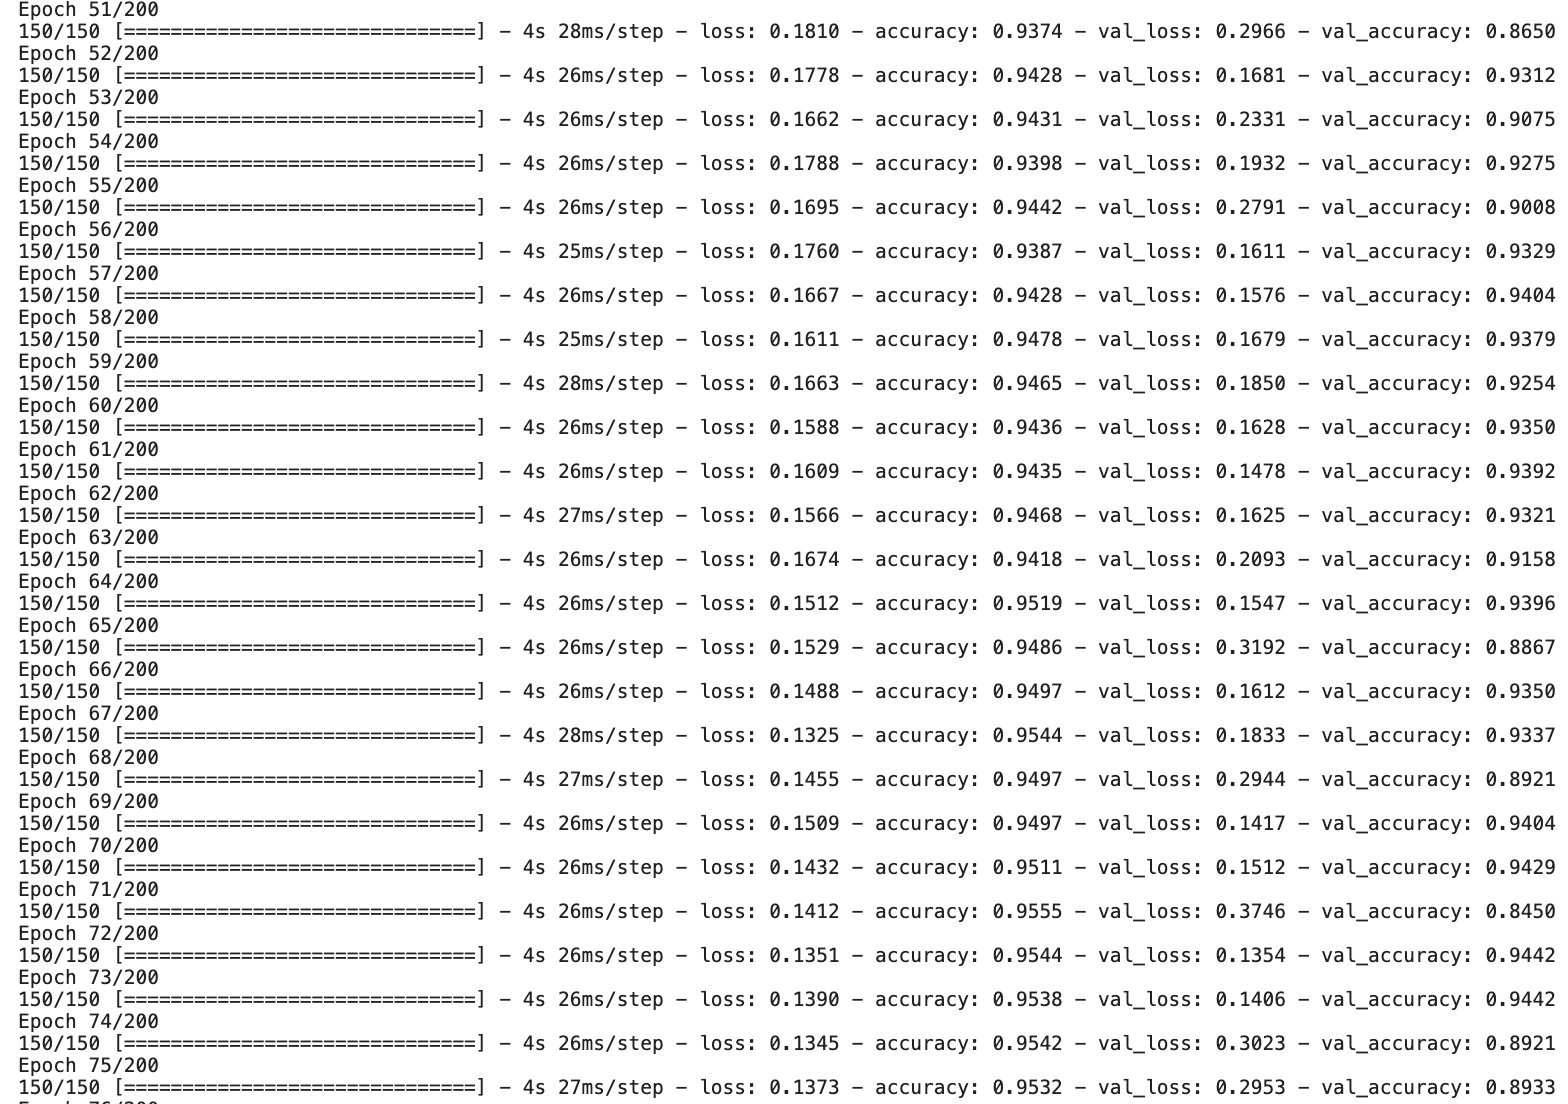 Epoch 51/200
150/150 [==============================] - 4s 28ms/step - loss: 0.1810 - accuracy: 0.9374 - val_loss: 0.2966 - val_accuracy: 0.8650
Epoch 52/200
150/150 [==============================] - 4s 26ms/step - loss: 0.1778 - accuracy: 0.9428 - val_loss: 0.1681 - val_accuracy: 0.9312
Epoch 53/200
150/150 [==============================] - 4s 26ms/step - loss: 0.1662 - accuracy: 0.9431 - val_loss: 0.2331 - val_accuracy: 0.9075
Epoch 54/200
150/150 [==============================] - 4s 26ms/step - loss: 0.1788 - accuracy: 0.9398 - val_loss: 0.1932 - val_accuracy: 0.9275
Epoch 55/200
150/150 [==============================] - 4s 26ms/step - loss: 0.1695 - accuracy: 0.9442 - val_loss: 0.2791 - val_accuracy: 0.9008
Epoch 56/200
150/150 [==============================] - 4s 25ms/step - loss: 0.1760 - accuracy: 0.9387 - val_loss: 0.1611 - val_accuracy: 0.9329
Epoch 57/200
150/150 [==============================] - 4s 26ms/step - loss: 0.1667 - accuracy: 0.9428 - val_loss: 0.1576 - val_accuracy: 0.9404
Epoch 58/200
150/150 [==============================] - 4s 25ms/step - loss: 0.1611 - accuracy: 0.9478 - val_loss: 0.1679 - val_accuracy: 0.9379
Epoch 59/200
150/150 [==============================] - 4s 28ms/step - loss: 0.1663 - accuracy: 0.9465 - val_loss: 0.1850 - val_accuracy: 0.9254
Epoch 60/200
150/150 [==============================] - 4s 26ms/step - loss: 0.1588 - accuracy: 0.9436 - val_loss: 0.1628 - val_accuracy: 0.9350
Epoch 61/200
150/150 [==============================] - 4s 26ms/step - loss: 0.1609 - accuracy: 0.9435 - val_loss: 0.1478 - val_accuracy: 0.9392
Epoch 62/200
150/150 [==============================] - 4s 27ms/step - loss: 0.1566 - accuracy: 0.9468 - val_loss: 0.1625 - val_accuracy: 0.9321
Epoch 63/200
150/150 [==============================] - 4s 26ms/step - loss: 0.1674 - accuracy: 0.9418 - val_loss: 0.2093 - val_accuracy: 0.9158
Epoch 64/200
150/150 [==============================] - 4s 26ms/step - loss: 0.1512 - accuracy: 0.9519 - val_loss: 0.1547 - val_accuracy: 0.9396
Epoch 65/200
150/150 [==============================] - 4s 26ms/step - loss: 0.1529 - accuracy: 0.9486 - val_loss: 0.3192 - val_accuracy: 0.8867
Epoch 66/200
150/150 [==============================] - 4s 26ms/step - loss: 0.1488 - accuracy: 0.9497 - val_loss: 0.1612 - val_accuracy: 0.9350
Epoch 67/200
150/150 [==============================] - 4s 28ms/step - loss: 0.1325 - accuracy: 0.9544 - val_loss: 0.1833 - val_accuracy: 0.9337
Epoch 68/200
150/150 [==============================] - 4s 27ms/step - loss: 0.1455 - accuracy: 0.9497 - val_loss: 0.2944 - val_accuracy: 0.8921
Epoch 69/200
150/150 [==============================] - 4s 26ms/step - loss: 0.1509 - accuracy: 0.9497 - val_loss: 0.1417 - val_accuracy: 0.9404
Epoch 70/200
150/150 [==============================] - 4s 26ms/step - loss: 0.1432 - accuracy: 0.9511 - val_loss: 0.1512 - val_accuracy: 0.9429
Epoch 71/200
150/150 [==============================] - 4s 26ms/step - loss: 0.1412 - accuracy: 0.9555 - val_loss: 0.3746 - val_accuracy: 0.8450
Epoch 72/200
150/150 [==============================] - 4s 26ms/step - loss: 0.1351 - accuracy: 0.9544 - val_loss: 0.1354 - val_accuracy: 0.9442
Epoch 73/200
150/150 [==============================] - 4s 26ms/step - loss: 0.1390 - accuracy: 0.9538 - val_loss: 0.1406 - val_accuracy: 0.9442
Epoch 74/200
150/150 [==============================] - 4s 26ms/step - loss: 0.1345 - accuracy: 0.9542 - val_loss: 0.3023 - val_accuracy: 0.8921
Epoch 75/200
150/150 [==============================] - 4s 27ms/step - loss: 0.1373 - accuracy: 0.9532 - val_loss: 0.2953 - val_accuracy: 0.8933